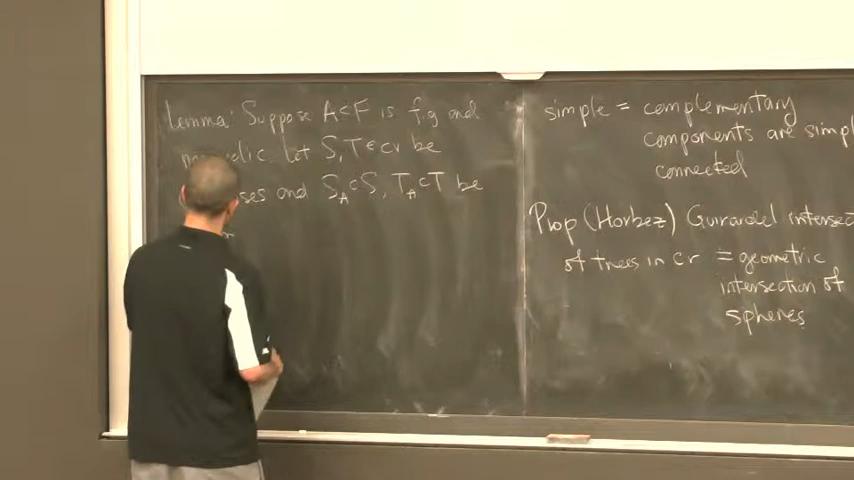 Lemma: Suppose A<F is f.g and
let S,T∈cv be
and S_A⊂S, T_A⊂T be
simple = complementary
components are simply
connected
Prop (Horbez) Guirardel intersect
of trees in cv = geometric
intersection of
spheres